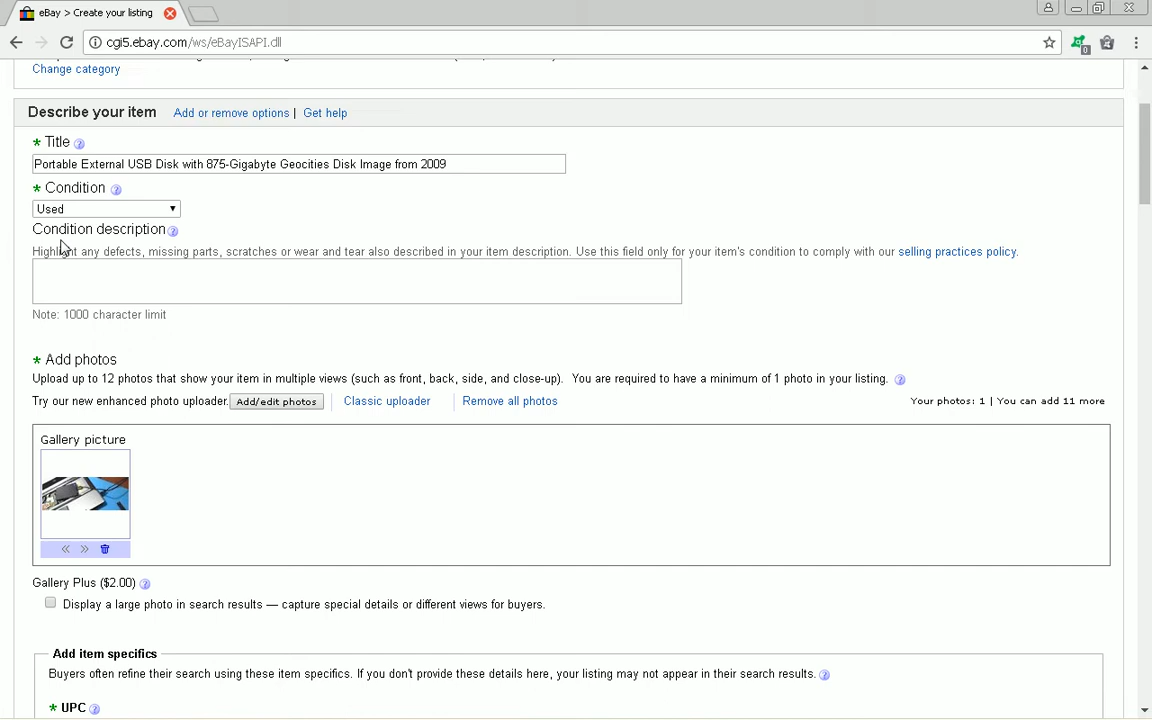 eBay > Create your listing
cgi5.ebay.com/ws/eBayISAPI.dll
0
Change category
Describe your item Add or remove options | Get help
* Title ?
Portable External USB Disk with 875-Gigabyte Geocities Disk Image from 2009
* Condition ?
Used
Condition description ?
Highlight any defects, missing parts, scratches or wear and tear also described in your item description. Use this field only for your item's condition to comply with our selling practices policy.
Note: 1000 character limit
* Add photos
Upload up to 12 photos that show your item in multiple views (such as front, back, side, and close-up). You are required to have a minimum of 1 photo in your listing. ?
Try our new enhanced photo uploader. Add/edit photos | Classic uploader | Remove all photos Your photos: 1 | You can add 11 more
Gallery picture
Gallery Plus ($2.00) ?
Display a large photo in search results — capture special details or different views for buyers.
Add item specifics
Buyers often refine their search using these item specifics. If you don't provide these details here, your listing may not appear in their search results. ?
* UPC ?